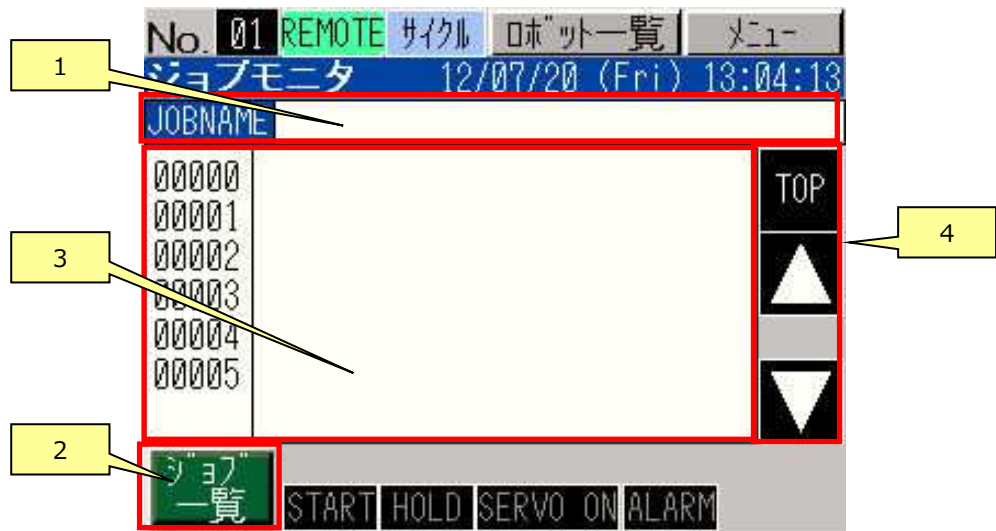 No. 01 REMOTE サイクル ロボット一覧 メニュー
ジョブモニタ 12/07/20 (Fri) 13:04:13
1
JOBNAME
00000
00001
00002
00003
00004
00005
TOP
4
3
2
ジョブ
一覧
START HOLD SERVO ON ALARM